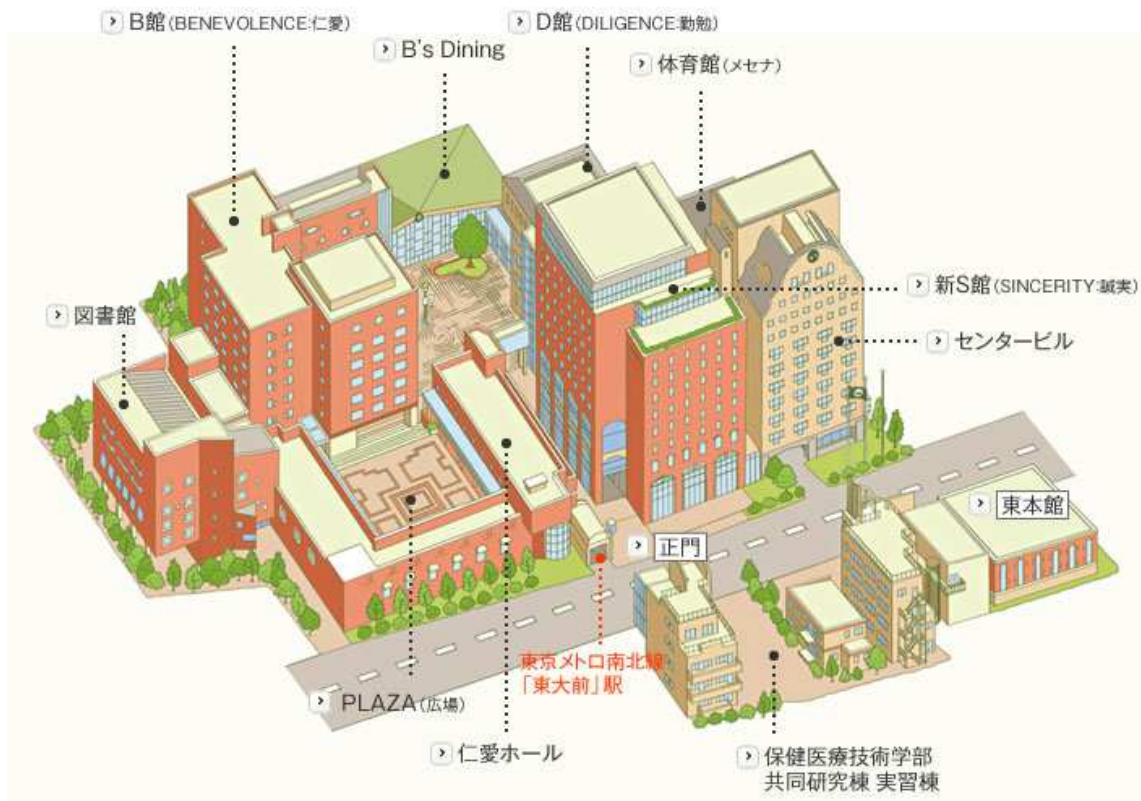 B館(BENEVOLENCE:仁愛)
D館(DILIGENCE:勤勉)
B's Dining
体育館(メセナ)
新S館(SINCERITY:誠実)
図書館
センタービル
東本館
正門
東京メトロ南北線
「東大前」駅
PLAZA(広場)
仁愛ホール
保健医療技術学部
共同研究棟 実習棟